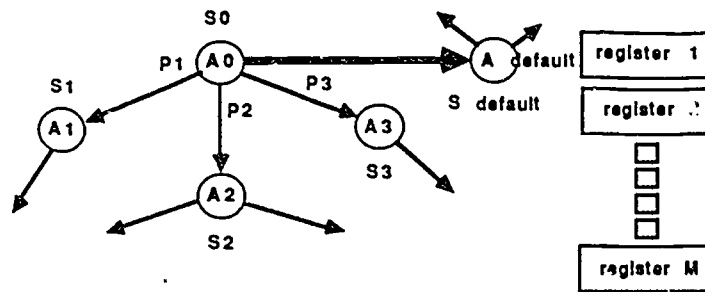 S0
A0
P1
P2
P3
S1
A1
A2
S2
A3
S3
A default
S default
register 1
register
register M